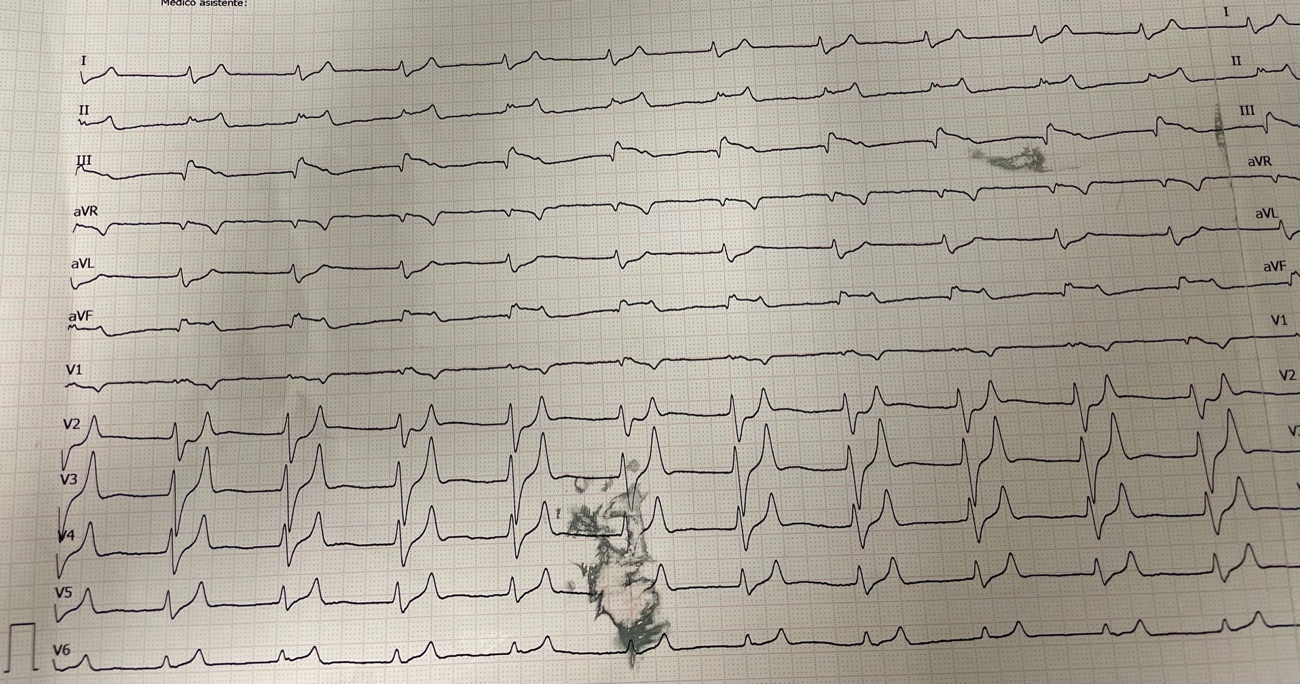 Médico asistente:
I
I
II
II
III
III
aVR
aVR
aVL
aVL
aVF
aVF
V1
V1
V2
V2
V3
V4
V5
V6